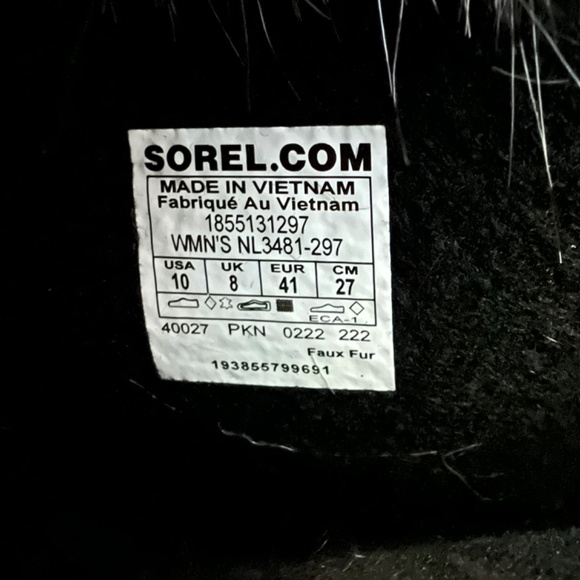 SOREL.COM
MADE IN VIETNAM
Fabriqué Au Vietnam
1855131297
WMN'S NL3481-297
USA UK EUR CM
10 8 41 27
ECA-1
40027 PKN 0222 222
Faux Fur
193855799691